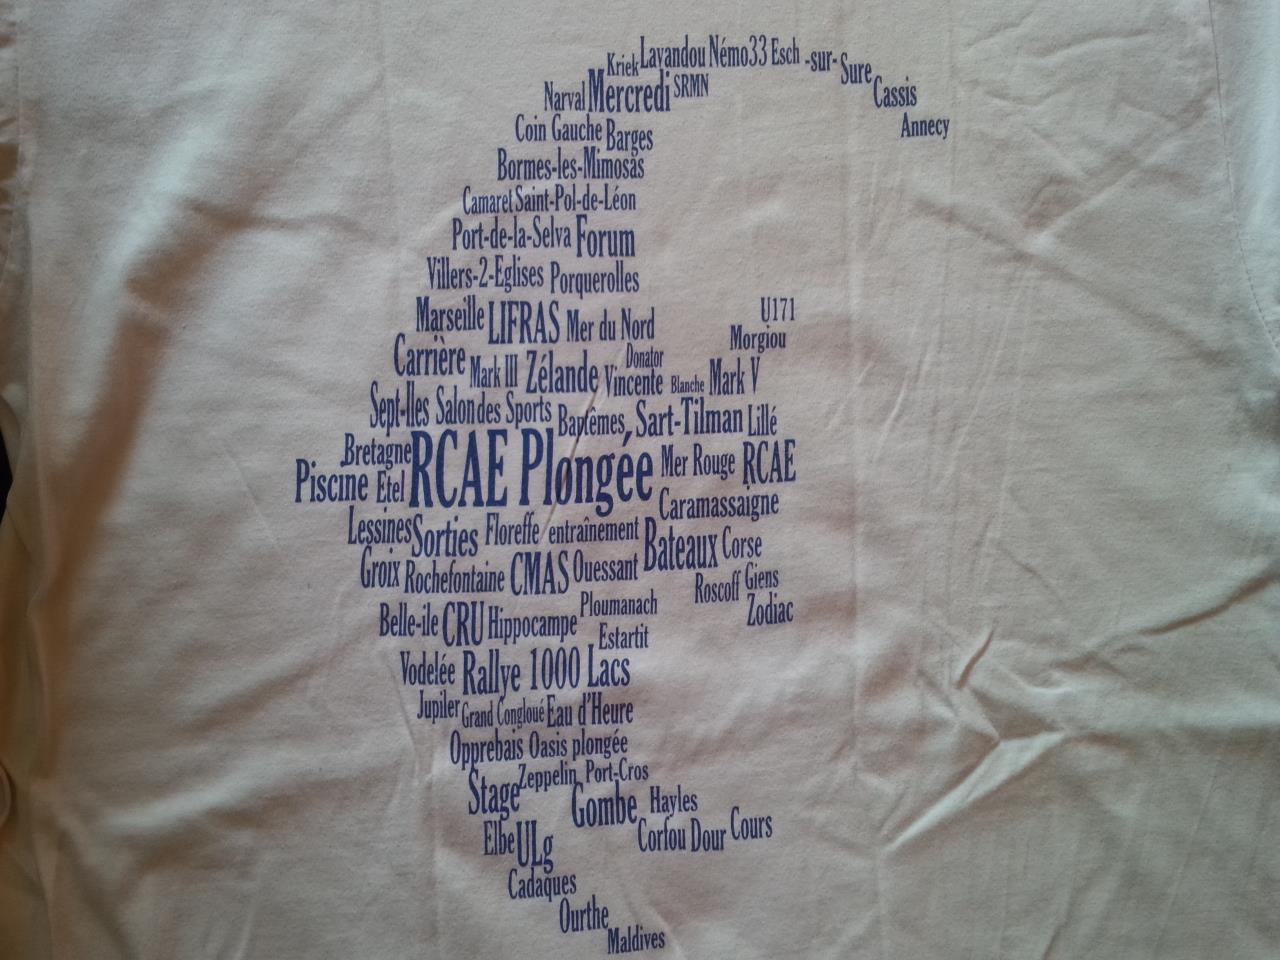 Kriek Lavandou Némo33 Esch -sur- Sure
Narval Mercredi SRMN Cassis
Coin Gauche Barges Annecy
Bormes-les-Mimosas
Camaret Saint-Pol-de-Léon
Port-de-la-Selva Forum
Villers-2-Eglises Porquerolles
Marseille LIFRAS Mer du Nord U171
Morgiou
Carrière Mark III Zélande Donator Vincente Blanche Mark V
Sept-Iles Salon des Sports Baptêmes, Sart-Tilman Lillé
Bretagne RCAE Plongée Mer Rouge RCAE
Piscine Etel Caramassaigne
Lessines Sorties Floreffe entraînement Bateaux Corse
Groix Rochefontaine CMAS Ouessant Roscoff Giens
Belle-ile CRU Hippocampe Ploumanach Zodiac
Estartit
Vodelée Rallye 1000 Lacs
Jupiler Grand Congloué Eau d'Heure
Opprebais Oasis plongée
Stage Zeppelin Port-Cros
Gombe Hayles
Elbe ULg Corfou Dour Cours
Cadaques
Ourthe
Maldives